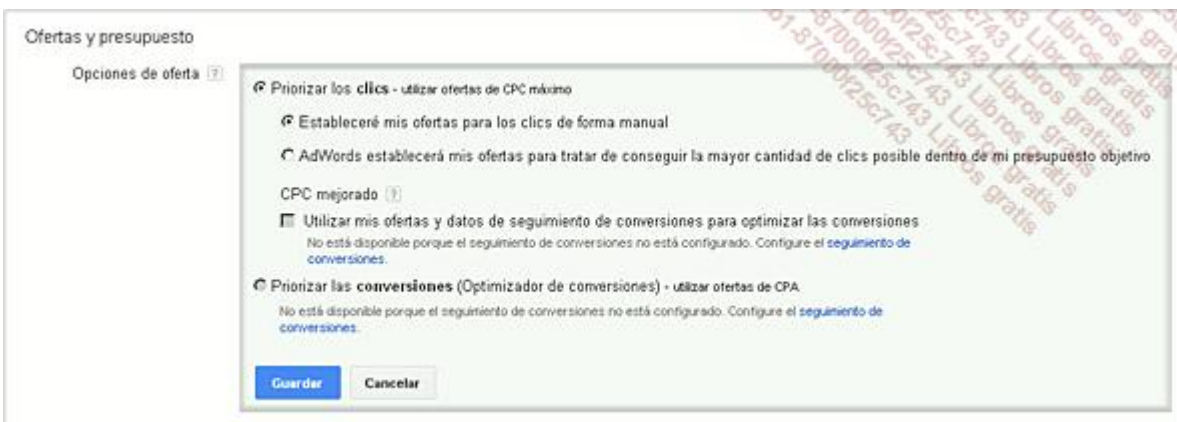 Ofertas y presupuesto
Opciones de oferta ?
Priorizar los clics - utilizar ofertas de CPC máximo
Estableceré mis ofertas para los clics de forma manual
AdWords establecerá mis ofertas para tratar de conseguir la mayor cantidad de clics posible dentro de mi presupuesto objetivo
CPC mejorado ?
Utilizar mis ofertas y datos de seguimiento de conversiones para optimizar las conversiones
No está disponible porque el seguimiento de conversiones no está configurado. Configure el seguimiento de
conversiones.
Priorizar las conversiones (Optimizador de conversiones) - utilizar ofertas de CPA
No está disponible porque el seguimiento de conversiones no está configurado. Configure el seguimiento de
conversiones.
Guardar Cancelar
Libros gratis